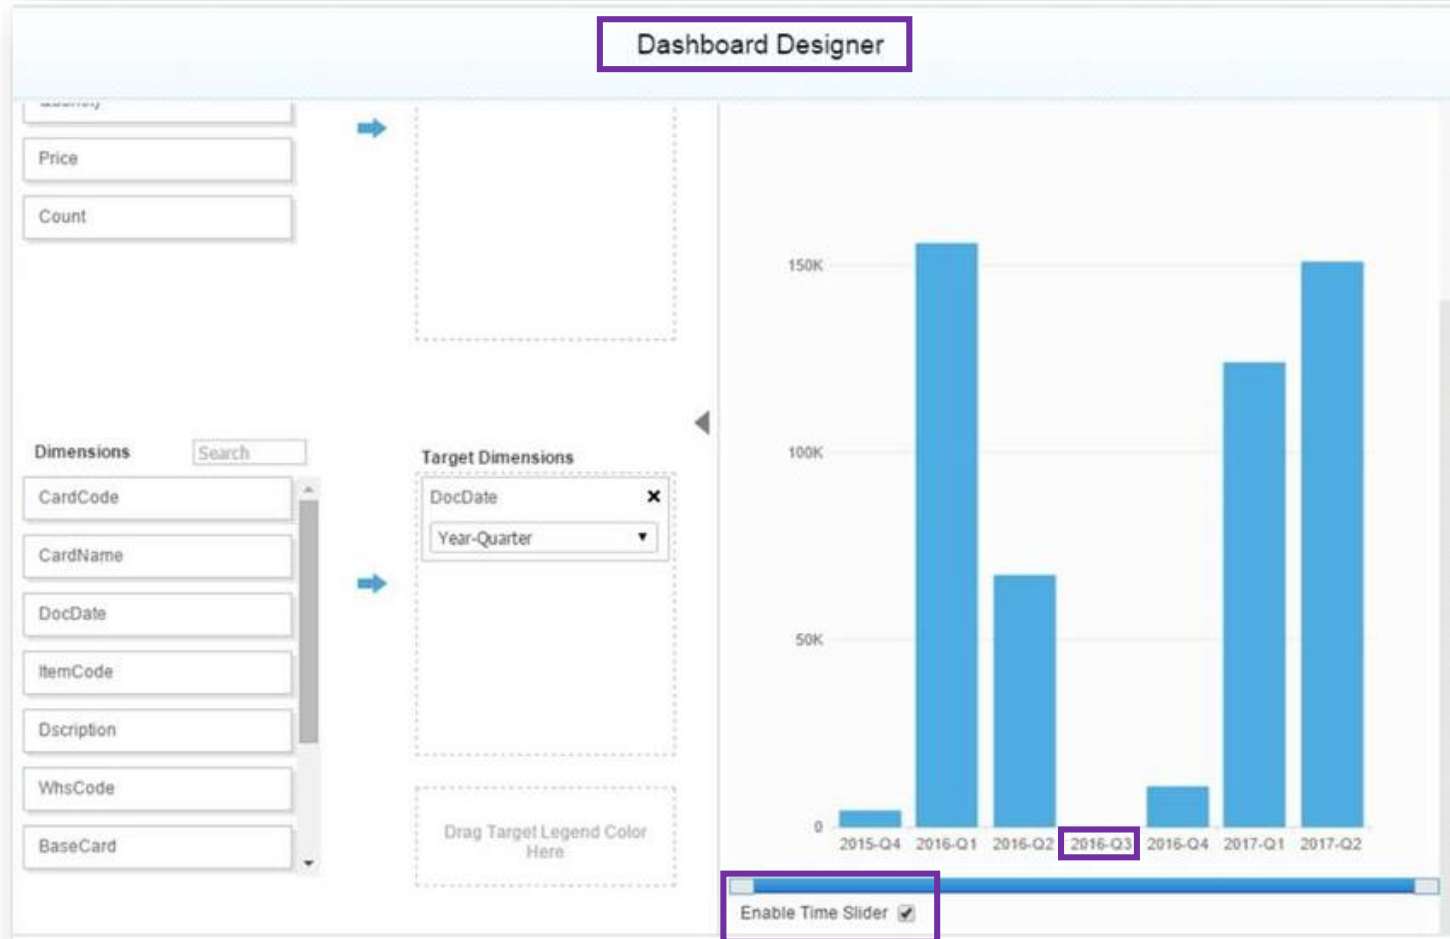 Dashboard Designer
Price
Count
Dimensions
Search
CardCode
CardName
DocDate
ItemCode
Dscription
WhsCode
BaseCard
Target Dimensions
DocDate
Year-Quarter
Drag Target Legend Color
Here
150K
100K
50K
0
2015-Q4 2016-Q1 2016-Q2 2016-Q3 2016-Q4 2017-Q1 2017-Q2
Enable Time Slider